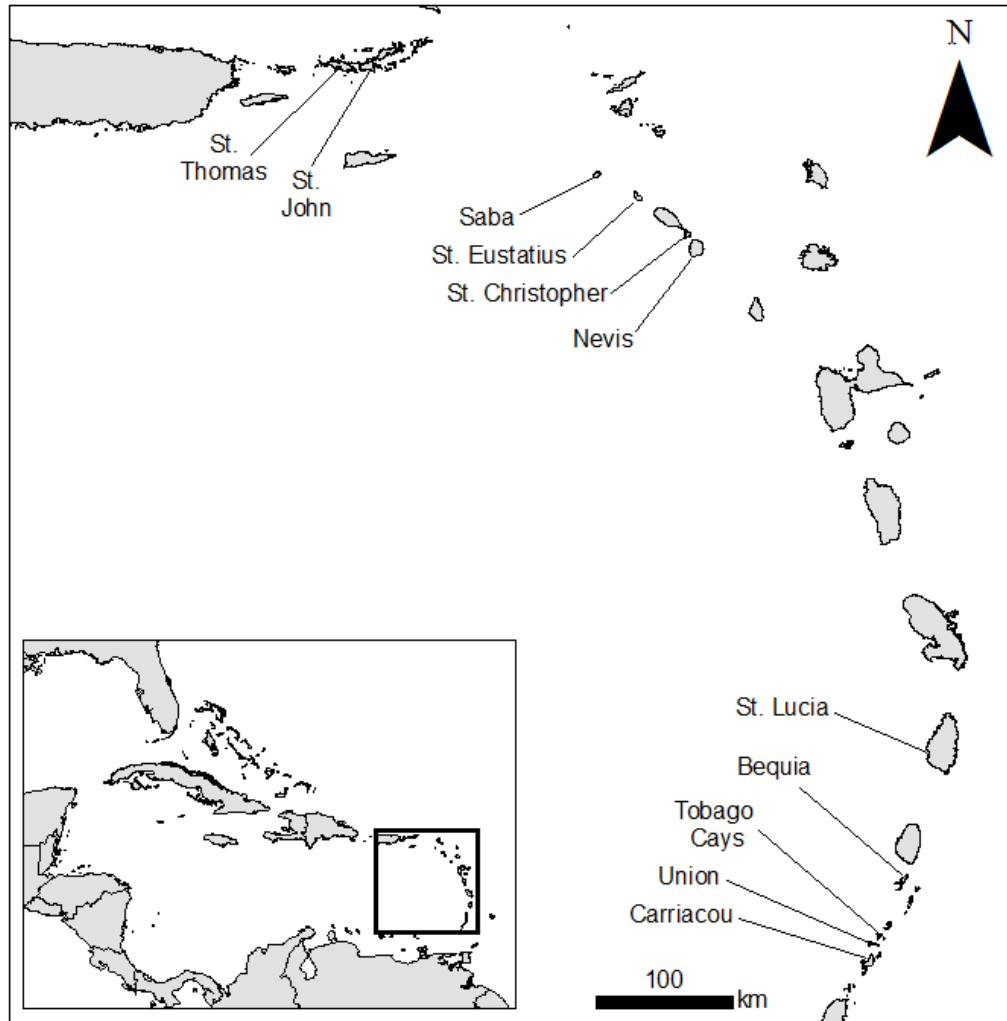 N
St.
Thomas
St.
John
Saba
St. Eustatius
St. Christopher
Nevis
St. Lucia
Bequia
Tobago
Cays
Union
Carriacou
100
km